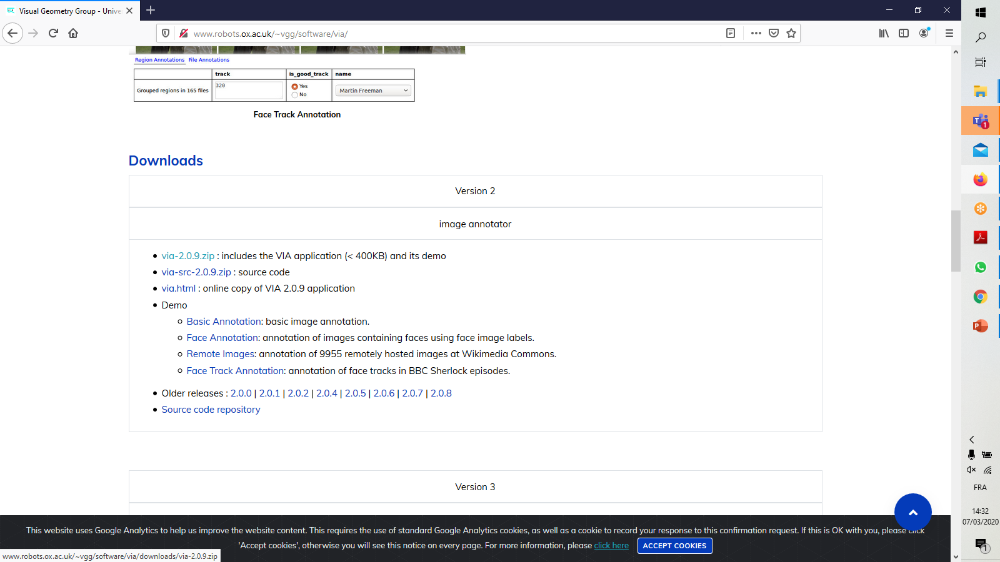 Visual Geometry Group - Unive
www.robots.ox.ac.uk/~vgg/software/via/
Region Annotations File Annotations
track is_good_track name
Grouped regions in 165 files 320 Yes No Martin Freeman
Face Track Annotation
Downloads
Version 2
image annotator
via-2.0.9.zip : includes the VIA application (< 400KB) and its demo
via-src-2.0.9.zip : source code
via.html : online copy of VIA 2.0.9 application
Demo
Basic Annotation: basic image annotation.
Face Annotation: annotation of images containing faces using face image labels.
Remote Images: annotation of 9955 remotely hosted images at Wikimedia Commons.
Face Track Annotation: annotation of face tracks in BBC Sherlock episodes.
Older releases : 2.0.0 | 2.0.1 | 2.0.2 | 2.0.4 | 2.0.5 | 2.0.6 | 2.0.7 | 2.0.8
Source code repository
Version 3
This website uses Google Analytics to help us improve the website content. This requires the use of standard Google Analytics cookies, as well as a cookie to record your response to this confirmation request. If this is OK with you, please click
'Accept cookies', otherwise you will see this notice on every page. For more information, please click here ACCEPT COOKIES
www.robots.ox.ac.uk/~vgg/software/via/downloads/via-2.0.9.zip
T 1
P
FRA
14:32
07/03/2020
1